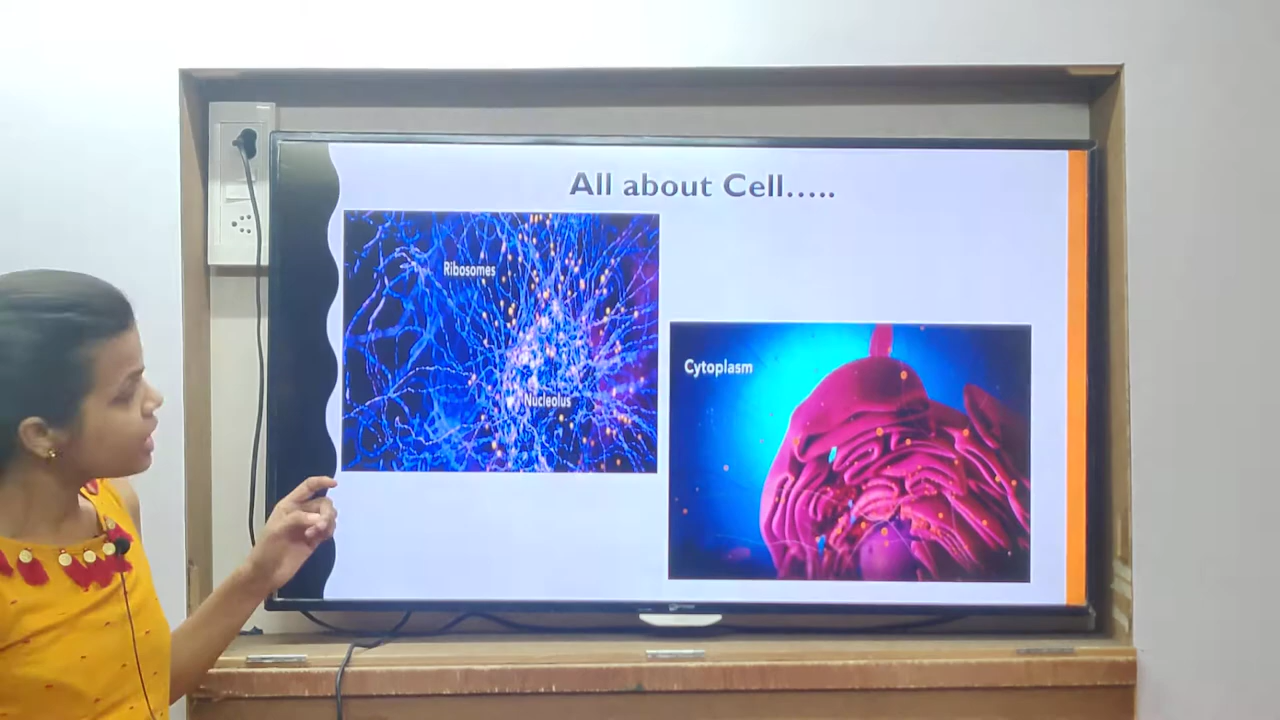 All about Cell.....
Ribosomes
Nucleolus
Cytoplasm